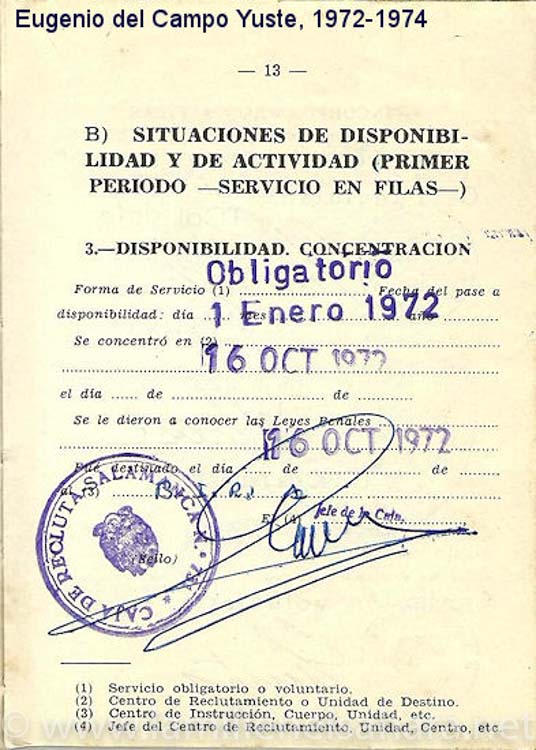 Eugenio del Campo Yuste, 1972-1974
— 13 —
B) SITUACIONES DE DISPONIBI-
LIDAD Y DE ACTIVIDAD (PRIMER
PERIODO —SERVICIO EN FILAS—)
3.—DISPONIBILIDAD. CONCENTRACION
Obligatorio
Forma de Servicio (1) ........ Fecha del pase a
1 Enero 1972
disponibilidad: día ...... mes ........ año ........
Se concentró en (2) ........
16 OCT 1972
el día ...... de ........ de ........
Se le dieron a conocer las Leyes Penales ........
16 OCT 1972
Fué destinado el día ...... de ........ de ........
al (3) ........
El (4) Jefe de la Caja.
CAJA DE RECLUTA SALAMANCA N.º 751
(Sello)
(1) Servicio obligatorio o voluntario.
(2) Centro de Reclutamiento o Unidad de Destino.
(3) Centro de Instrucción, Cuerpo, Unidad, etc.
(4) Jefe del Centro de Reclutamiento, Unidad, Centro, etc.